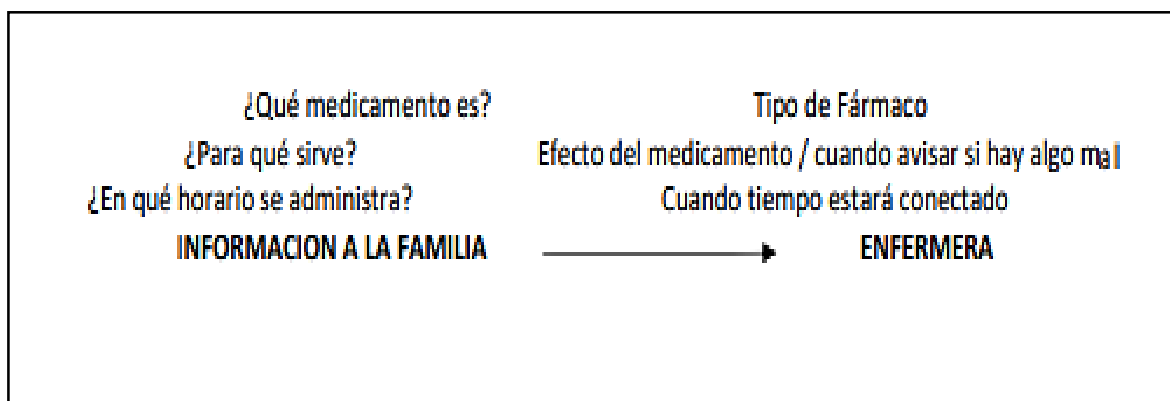 ¿Qué medicamento es? Tipo de Fármaco
¿Para qué sirve? Efecto del medicamento / cuando avisar si hay algo mal
¿En qué horario se administra? Cuando tiempo estará conectado
INFORMACION A LA FAMILIA ENFERMERA